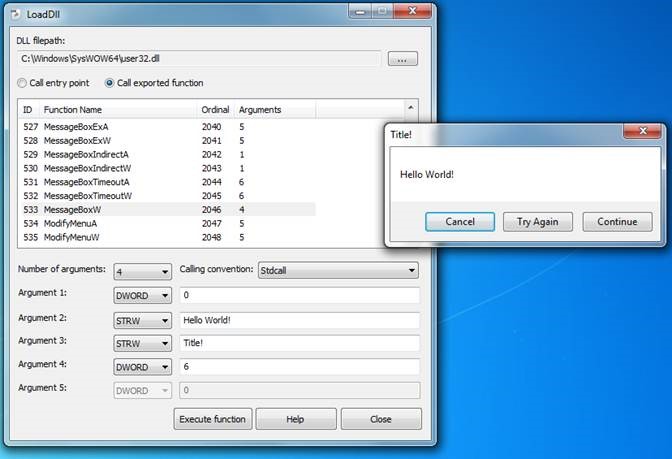 LoadDll
DLL filepath:
C:\Windows\SysWOW64\user32.dll
...
Call entry point Call exported function
ID Function Name Ordinal Arguments
527 MessageBoxExA 2040 5
528 MessageBoxExW 2041 5
529 MessageBoxIndirectA 2042 1
530 MessageBoxIndirectW 2043 1
531 MessageBoxTimeoutA 2044 6
532 MessageBoxTimeoutW 2045 6
533 MessageBoxW 2046 4
534 ModifyMenuA 2047 5
535 ModifyMenuW 2048 5
Number of arguments: 4 Calling convention: Stdcall
Argument 1: DWORD 0
Argument 2: STRW Hello World!
Argument 3: STRW Title!
Argument 4: DWORD 6
Argument 5: DWORD 0
Execute function Help Close
Title!
Hello World!
Cancel Try Again Continue